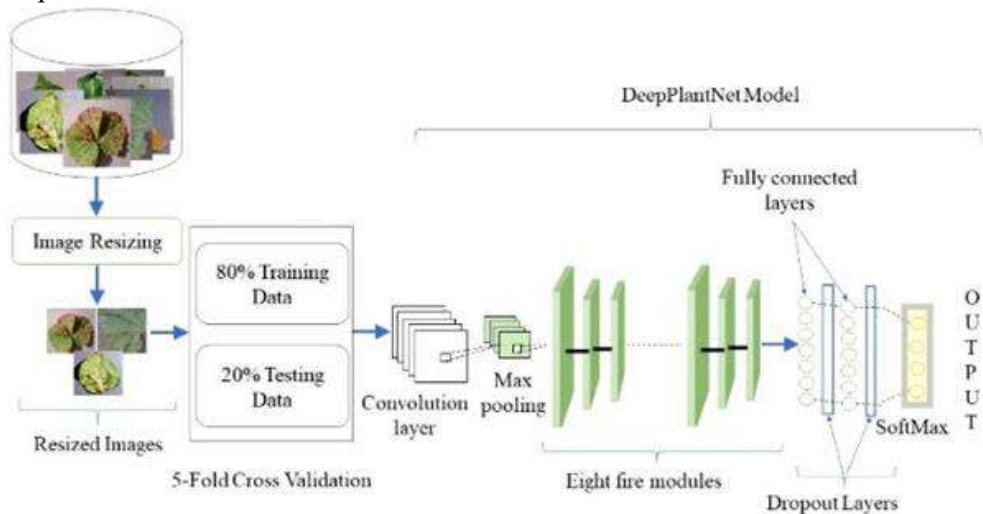 DeepPlantNet Model
Fully connected
layers
Image Resizing
80% Training
Data
20% Testing
Data
Convolution
layer
Max
pooling
SoftMax
OUTPUT
Resized Images
5-Fold Cross Validation
Eight fire modules
Dropout Layers